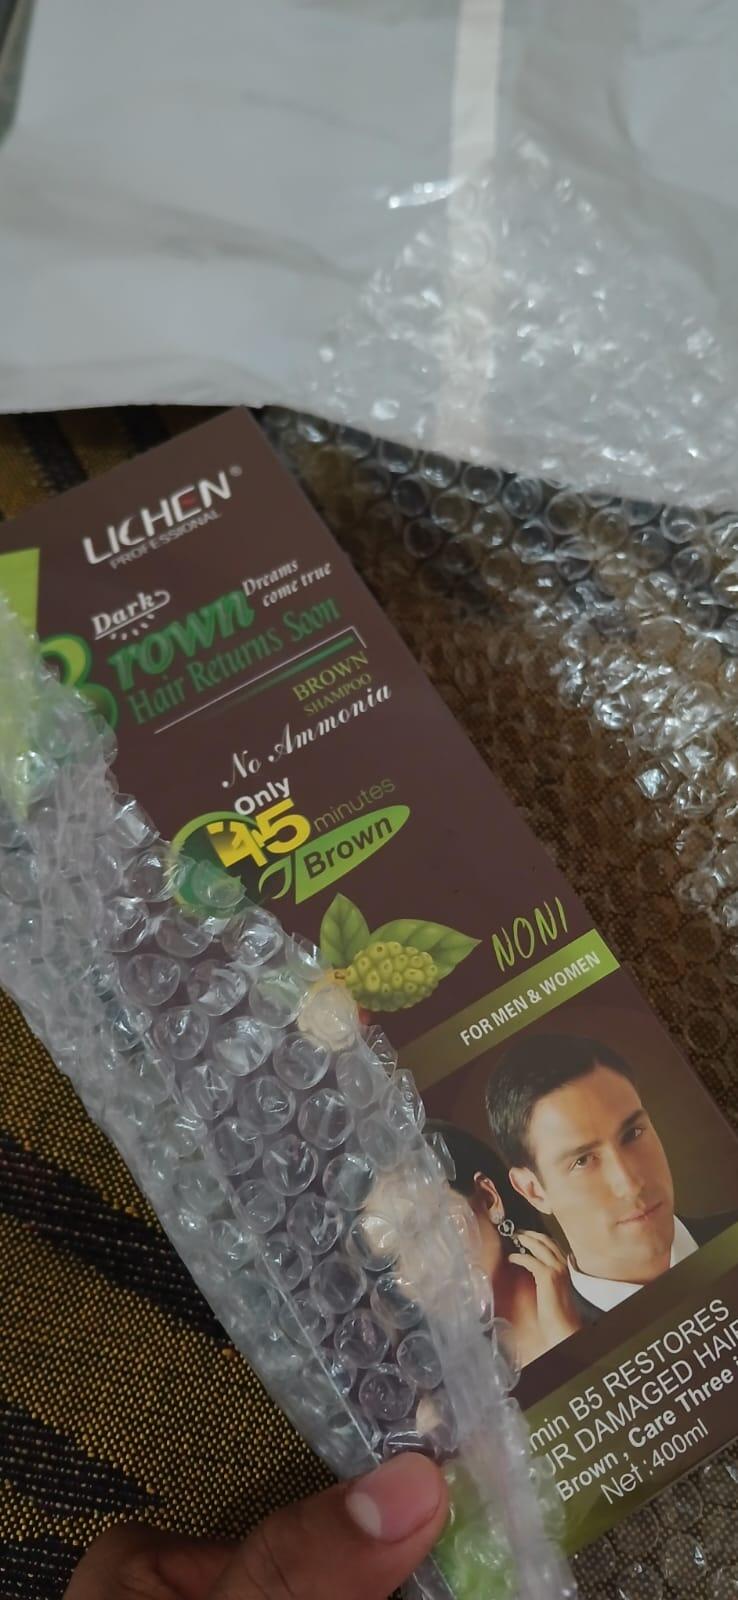 LICHEN®
PROFESSIONAL
Dark
Brown Dreams
come true
Hair Returns Soon
BROWN
SHAMPOO
No Ammonia
Only
15 minutes
Brown
NONI
FOR MEN & WOMEN
B5 RESTORES
DAMAGED HAIR
Brown, Care Three
Net:400ml